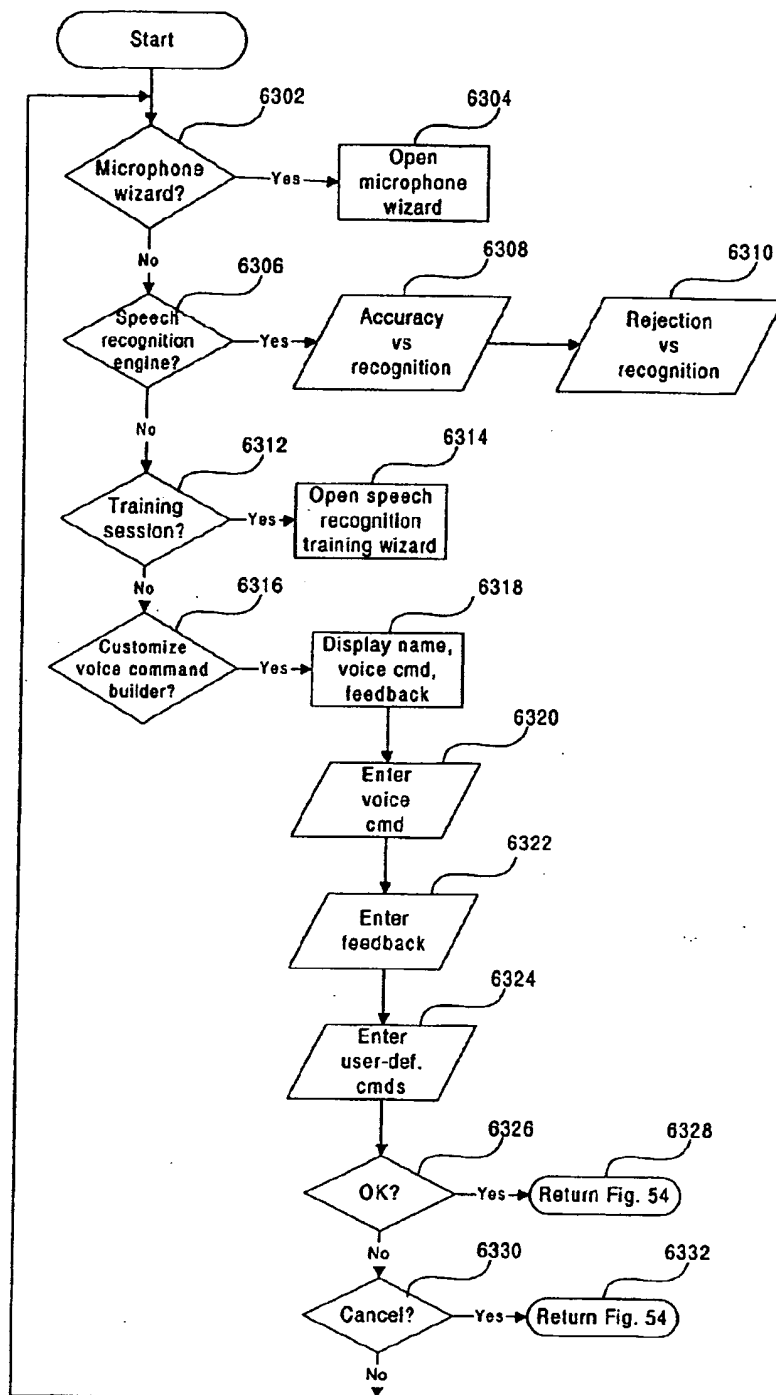 Start
6302
6304
Microphone
wizard?
Yes
Open
microphone
wizard
No
6306
6308
6310
Speech
recognition
engine?
Yes
Accuracy
vs
recognition
Rejection
vs
recognition
No
6312
6314
Training
session?
Yes
Open speech
recognition
training wizard
No
6316
6318
Customize
voice command
builder?
Yes
Display name,
voice cmd,
feedback
6320
Enter
voice
cmd
6322
Enter
feedback
6324
Enter
user-def.
cmds
6326
6328
OK?
Yes
Return Fig. 54
No
6330
6332
Cancel?
Yes
Return Fig. 54
No